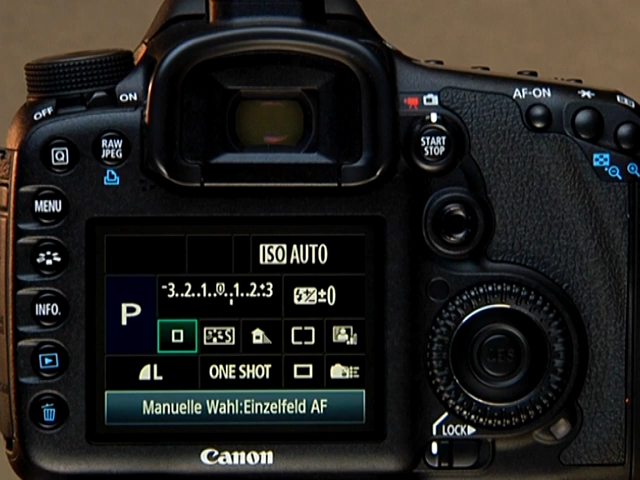 OFF
ON
AF-ON
Q
RAW
JPEG
START
STOP
MENU
INFO.
ISO AUTO
P
-3..2..1..0..1..2..+3
±0
L
ONE SHOT
Manuelle Wahl:Einzelfeld AF
SET
LOCK▶
Canon